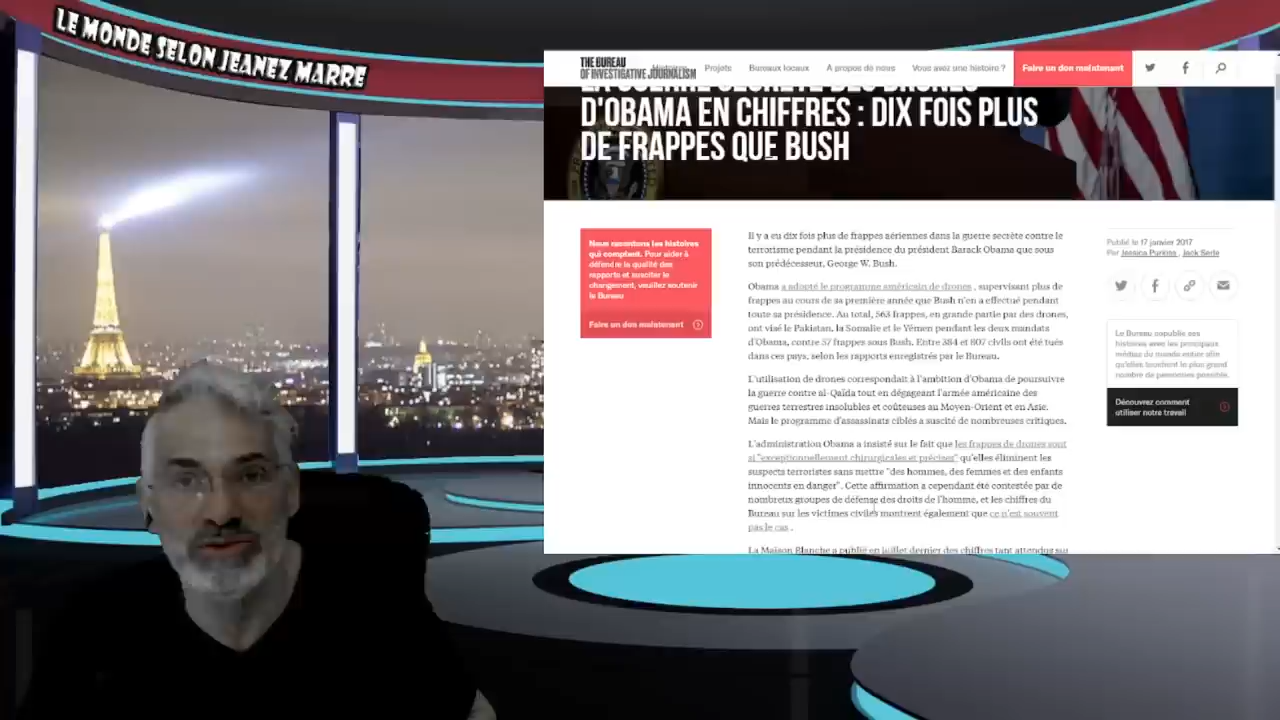 LE MONDE SELON JEANEZ MARRE
THE BUREAU
OF INVESTIGATIVE JOURNALISM
Histoires
Projets
Bureaux locaux
A propos de nous
Vous avez une histoire ?
Faire un don maintenant
LA GUERRE SECRÈTE DES DRONES
D'OBAMA EN CHIFFRES : DIX FOIS PLUS
DE FRAPPES QUE BUSH
Nous racontons les histoires
qui comptent. Pour aider à
défendre la qualité des
rapports et susciter le
changement, veuillez soutenir
le Bureau
Faire un don maintenant
Il y a eu dix fois plus de frappes aériennes dans la guerre secrète contre le
terrorisme pendant la présidence du président Barack Obama que sous
son prédécesseur, George W. Bush.
Obama a adopté le programme américain de drones , supervisant plus de
frappes au cours de sa première année que Bush n'en a effectué pendant
toute sa présidence. Au total, 563 frappes, en grande partie par des drones,
ont visé le Pakistan, la Somalie et le Yémen pendant les deux mandats
d'Obama, contre 57 frappes sous Bush. Entre 384 et 807 civils ont été tués
dans ces pays, selon les rapports enregistrés par le Bureau.
L'utilisation de drones correspondait à l'ambition d'Obama de poursuivre
la guerre contre al-Qaïda tout en dégageant l'armée américaine des
guerres terrestres insolubles et coûteuses au Moyen-Orient et en Asie.
Mais le programme d'assassinats ciblés a suscité de nombreuses critiques.
L'administration Obama a insisté sur le fait que les frappes de drones sont
si "exceptionnellement chirurgicales et précises" qu'elles éliminent les
suspects terroristes sans mettre "des hommes, des femmes et des enfants
innocents en danger". Cette affirmation a cependant été contestée par de
nombreux groupes de défense des droits de l'homme, et les chiffres du
Bureau sur les victimes civiles montrent également que ce n'est souvent
pas le cas .
La Maison Blanche a publié en juillet dernier des chiffres tant attendus sur
Publié le 17 janvier 2017
Par Jessica Purkiss , Jack Serle
Le Bureau copublie ses
histoires avec les principaux
médias du monde entier afin
qu'elles touchent le plus grand
nombre de personnes possible.
Découvrez comment
utiliser notre travail